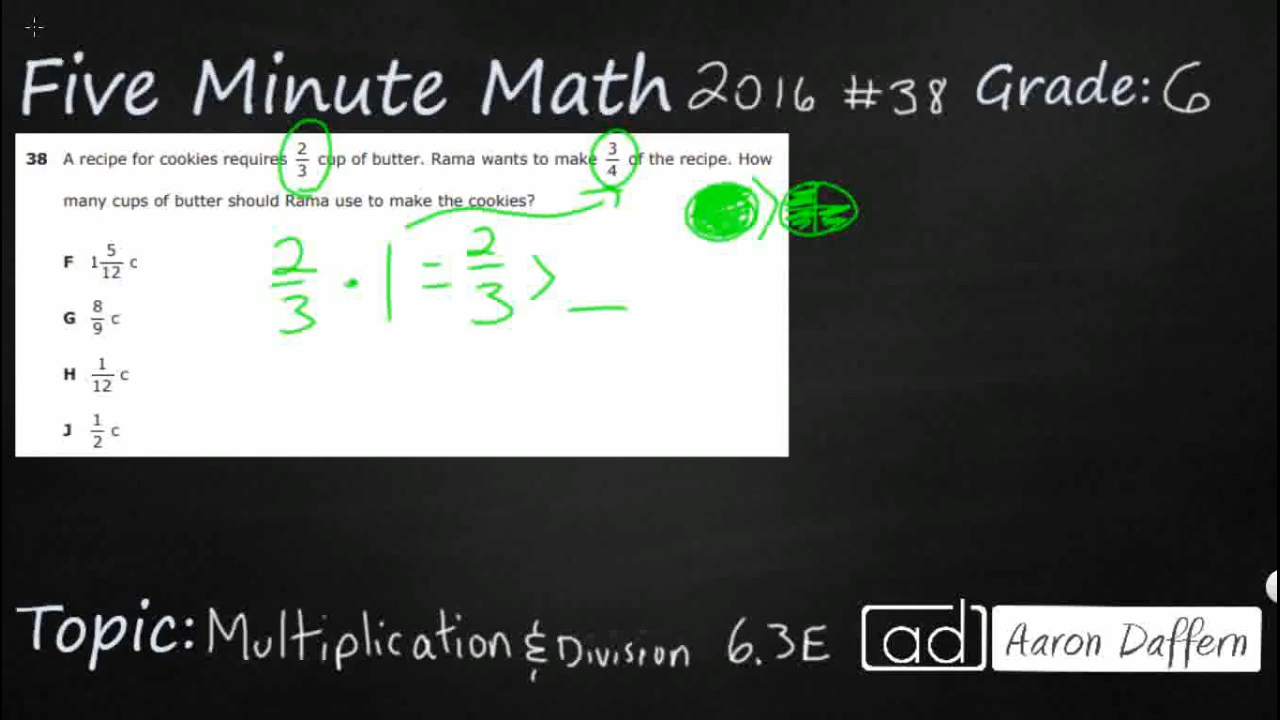 Five Minute Math 2016 #38 Grade: 6
38 A recipe for cookies requires 2/3 cup of butter. Rama wants to make 3/4 of the recipe. How
many cups of butter should Rama use to make the cookies?
2/3 · 1 = 2/3 > __
>
F 1 5/12 c
G 8/9 c
H 1/12 c
J 1/2 c
Topic: Multiplication & Division 6.3E ad Aaron Daffern